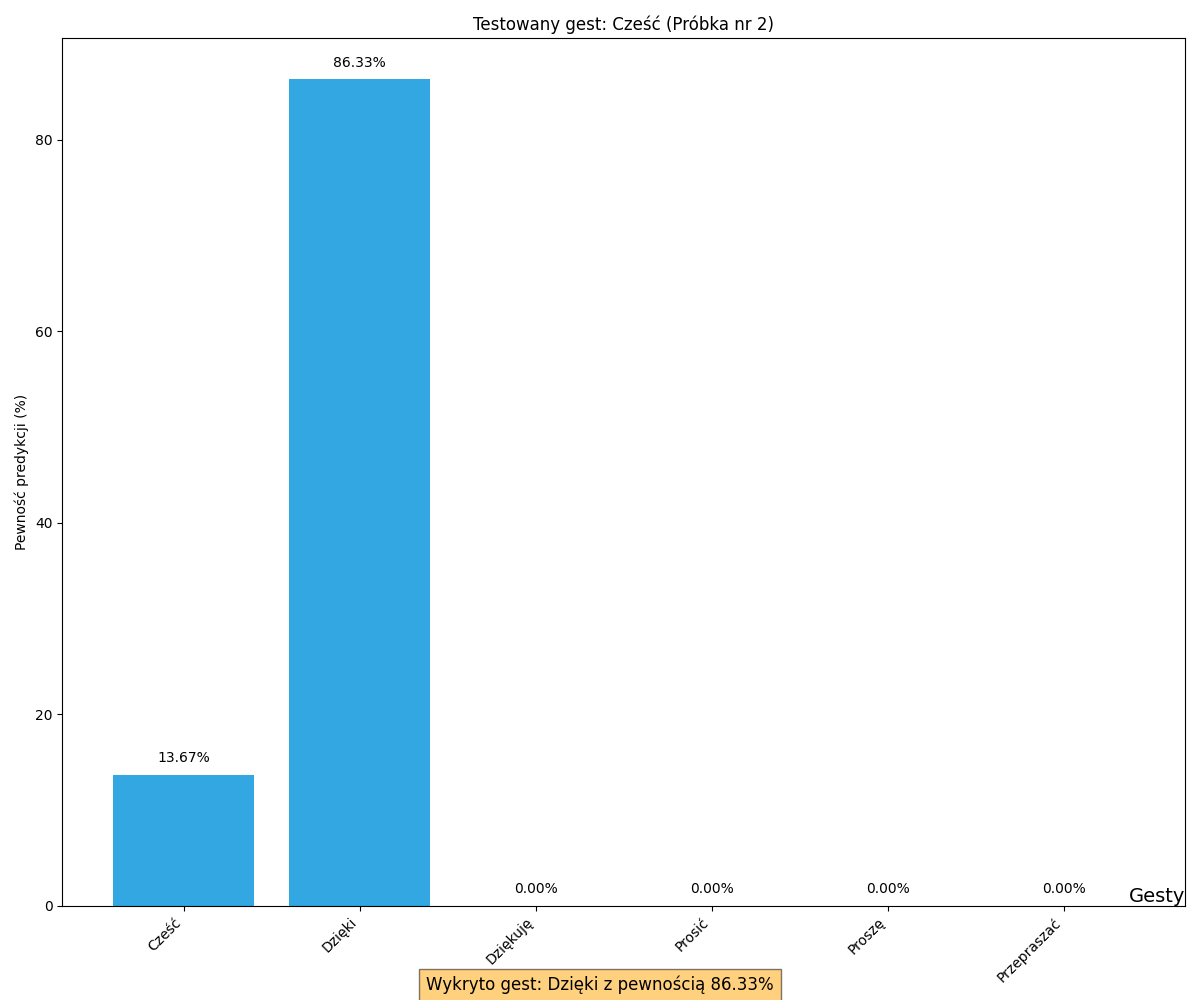 Testowany gest: Cześć (Próbka nr 2)
86.33%
80
60
Pewność predykcji (%)
40
20
13.67%
0.00%
0.00%
0.00%
0.00%
Gesty
0
Cześć
Dzięki
Dziękuję
Prosić
Proszę
Przepraszać
Wykryto gest: Dzięki z pewnością 86.33%